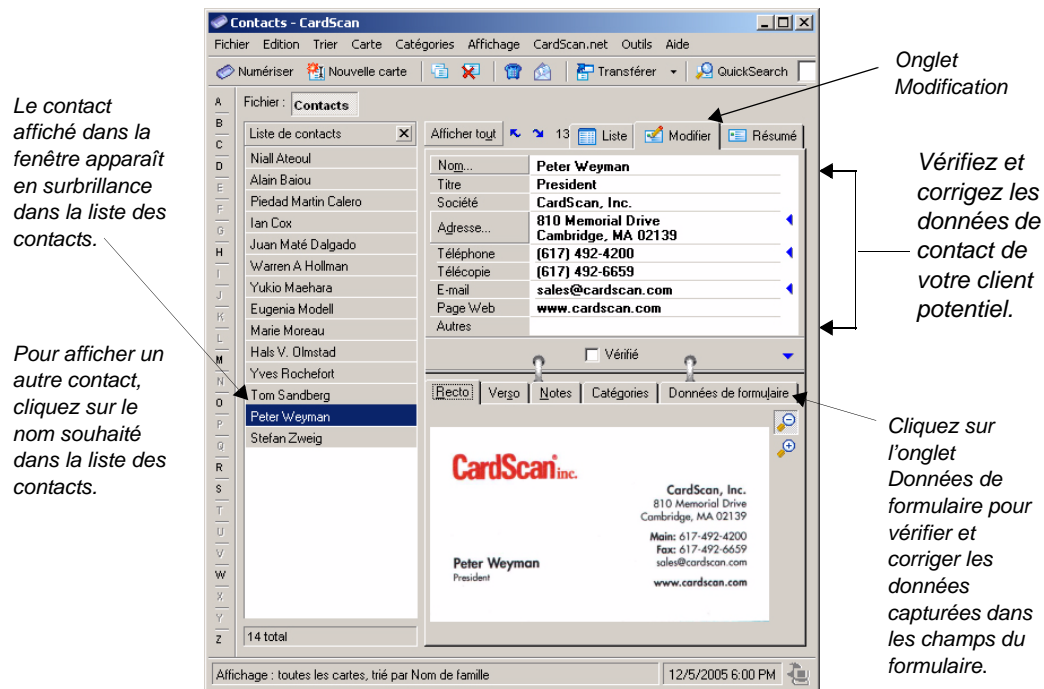 Contacts - CardScan
Fichier Edition Trier Carte Catégories Affichage CardScan.net Outils Aide
Numériser Nouvelle carte Transférer QuickSearch
Onglet
Modification
Le contact
affiché dans la
fenêtre apparaît
en surbrillance
dans la liste des
contacts.
Pour afficher un
autre contact,
cliquez sur le
nom souhaité
dans la liste des
contacts.
A
B
C
D
E
F
G
H
I
J
K
L
M
N
O
P
Q
R
S
T
U
V
W
X
Y
Z
Fichier : Contacts
Liste de contacts X
Niall Ateoul
Alain Baiou
Piedad Martin Calero
Ian Cox
Juan Maté Dalgado
Warren A Hollman
Yukio Maehara
Eugenia Modell
Marie Moreau
Hals V. Olmstad
Yves Rochefort
Tom Sandberg
Peter Weyman
Stefan Zweig
14 total
Afficher tout 13 Liste Modifier Résumé
Nom... Peter Weyman
Titre President
Société CardScan, Inc.
Adresse... 810 Memorial Drive
Cambridge, MA 02139
Téléphone (617) 492-4200
Télécopie (617) 492-6659
E-mail sales@cardscan.com
Page Web www.cardscan.com
Autres
Vérifié
Recto Verso Notes Catégories Données de formulaire
CardScan inc.
CardScan, Inc.
810 Memorial Drive
Cambridge, MA 02139
Main: 617-492-4200
Fax: 617-492-6659
sales@cardscan.com
www.cardscan.com
Peter Weyman
President
Vérifiez et
corrigez les
données de
contact de
votre client
potentiel.
Cliquez sur
l'onglet
Données de
formulaire pour
vérifier et
corriger les
données
capturées dans
les champs du
formulaire.
Affichage : toutes les cartes, trié par Nom de famille 12/5/2005 6:00 PM